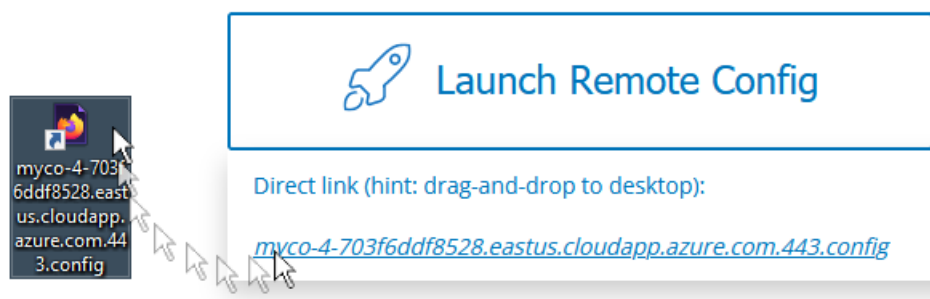 Launch Remote Config
Direct link (hint: drag-and-drop to desktop):
myco-4-703f6ddf8528.eastus.cloudapp.azure.com.443.config
myco-4-703f
6ddf8528.east
us.cloudapp.
azure.com.44
3.config